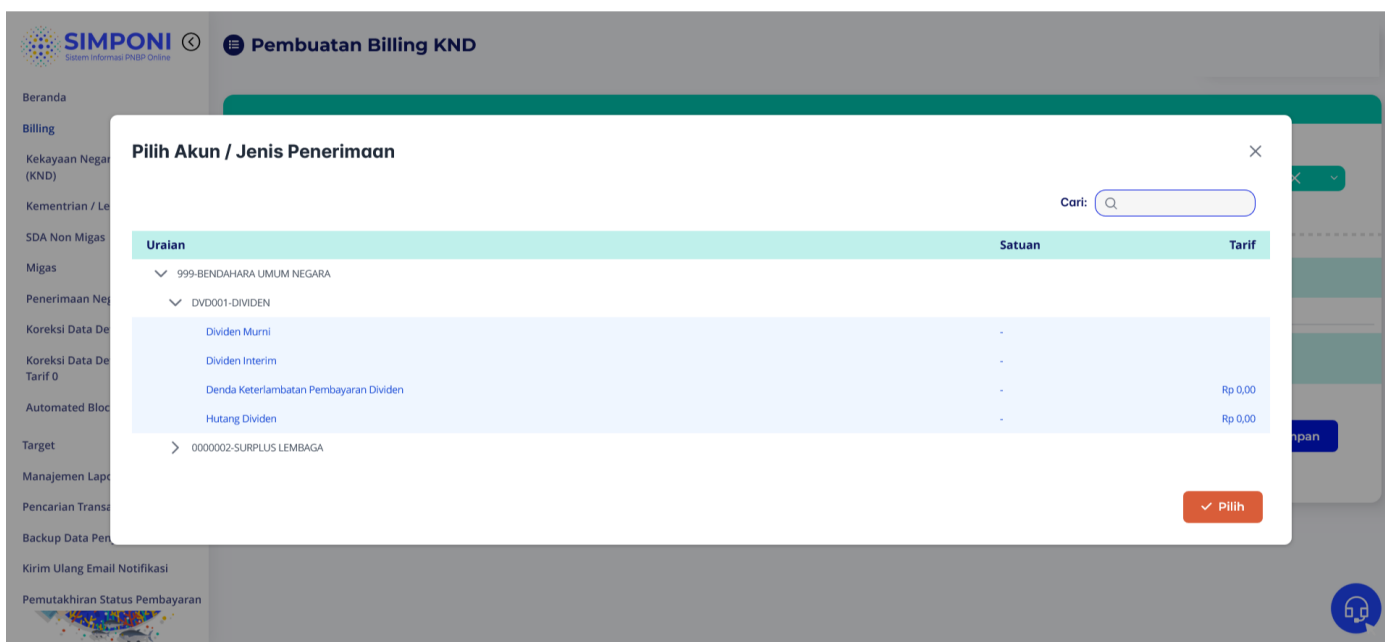 SIMPONI
Sistem Informasi PNBP Online
Pembuatan Billing KND
Beranda
Billing
Kekayaan Negar
(KND)
Kementrian / Le
SDA Non Migas
Migas
Penerimaan Neg
Koreksi Data De
Koreksi Data De
Tarif 0
Automated Bloc
Target
Manajemen Lapo
Pencarian Transa
Backup Data Pen
Kirim Ulang Email Notifikasi
Pemutakhiran Status Pembayaran
Pilih Akun / Jenis Penerimaan
Cari:
Uraian Satuan Tarif
999-BENDAHARA UMUM NEGARA
DVD001-DIVIDEN
Dividen Murni -
Dividen Interim -
Denda Keterlambatan Pembayaran Dividen - Rp 0,00
Hutang Dividen - Rp 0,00
0000002-SURPLUS LEMBAGA
Pilih
npan